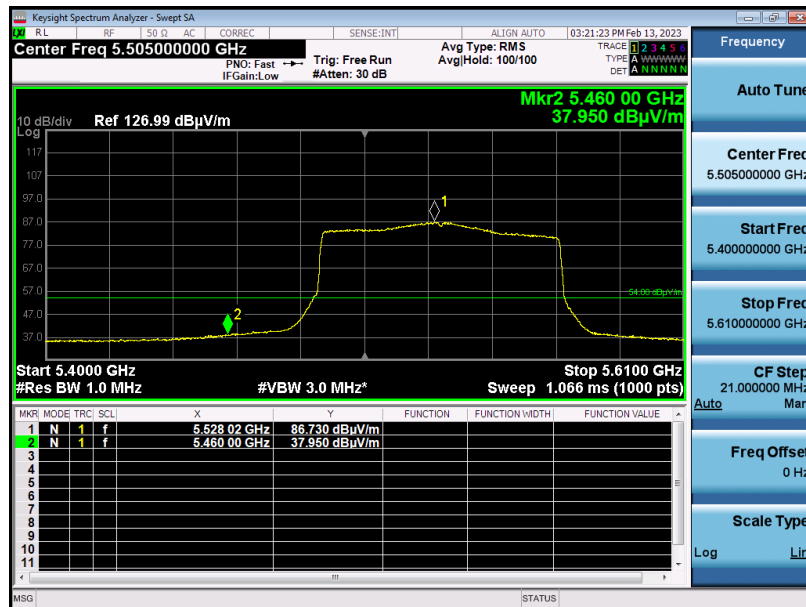 Keysight Spectrum Analyzer - Swept SA
RL RF 50 Ω AC CORREC SENSE:INT ALIGN AUTO 03:21:23 PM Feb 13, 2023
Center Freq 5.505000000 GHz
PNO: Fast
IFGain:Low
Trig: Free Run
#Atten: 30 dB
Avg Type: RMS
Avg|Hold: 100/100
TRACE 1 2 3 4 5 6
TYPE A WWWWW
DET A N N N N N
Mkr2 5.460 00 GHz
37.950 dBµV/m
10 dB/div Ref 126.99 dBµV/m
Log
117
107
97.0
87.0
77.0
67.0
57.0
47.0
37.0
1
2
54.00 dBµV/m
Start 5.4000 GHz Stop 5.6100 GHz
#Res BW 1.0 MHz #VBW 3.0 MHz* Sweep 1.066 ms (1000 pts)
MKR MODE TRC SCL X Y FUNCTION FUNCTION WIDTH FUNCTION VALUE
1 N 1 f 5.528 02 GHz 86.730 dBµV/m
2 N 1 f 5.460 00 GHz 37.950 dBµV/m
3
4
5
6
7
8
9
10
11
MSG STATUS
Frequency
Auto Tune
Center Freq
5.505000000 GHz
Start Freq
5.400000000 GHz
Stop Freq
5.610000000 GHz
CF Step
21.000000 MHz
Auto Man
Freq Offset
0 Hz
Scale Type
Log Lin